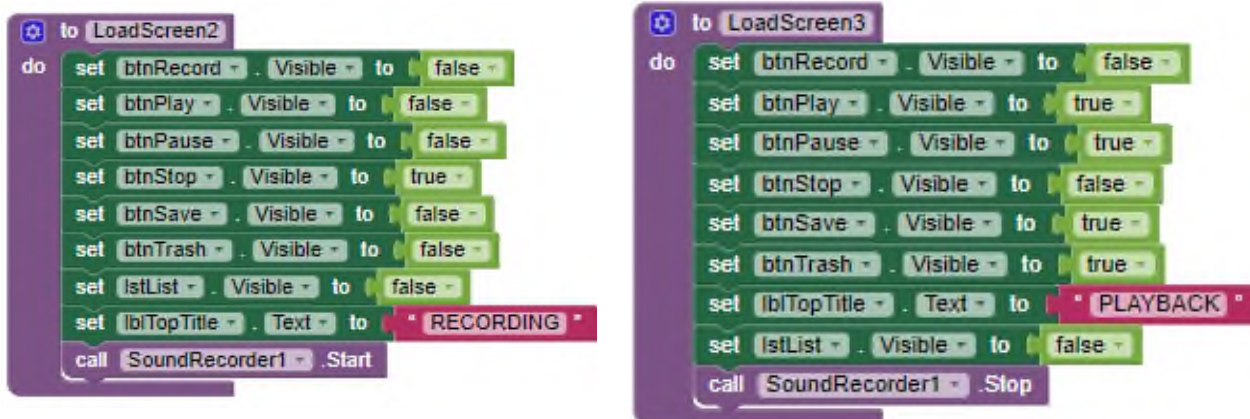 to LoadScreen2
do set btnRecord . Visible to false
set btnPlay . Visible to false
set btnPause . Visible to false
set btnStop . Visible to true
set btnSave . Visible to false
set btnTrash . Visible to false
set lstList . Visible to false
set lblTopTitle . Text to " RECORDING "
call SoundRecorder1 .Start
to LoadScreen3
do set btnRecord . Visible to false
set btnPlay . Visible to true
set btnPause . Visible to true
set btnStop . Visible to false
set btnSave . Visible to true
set btnTrash . Visible to true
set lblTopTitle . Text to " PLAYBACK "
set lstList . Visible to false
call SoundRecorder1 .Stop